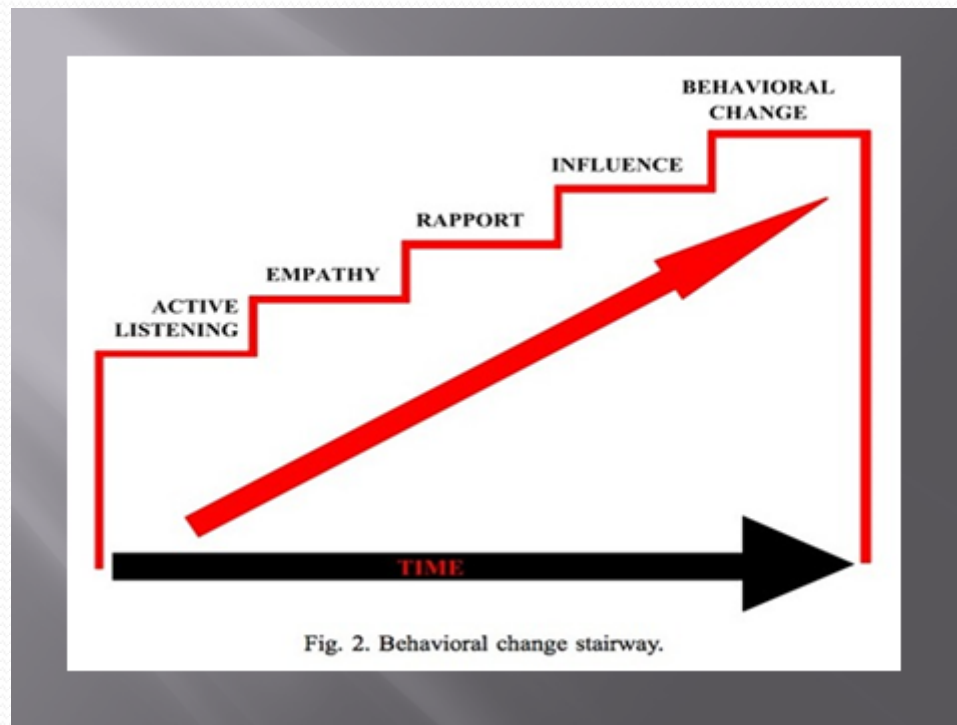 BEHAVIORAL
CHANGE
INFLUENCE
RAPPORT
EMPATHY
ACTIVE
LISTENING
TIME
Fig. 2. Behavioral change stairway.